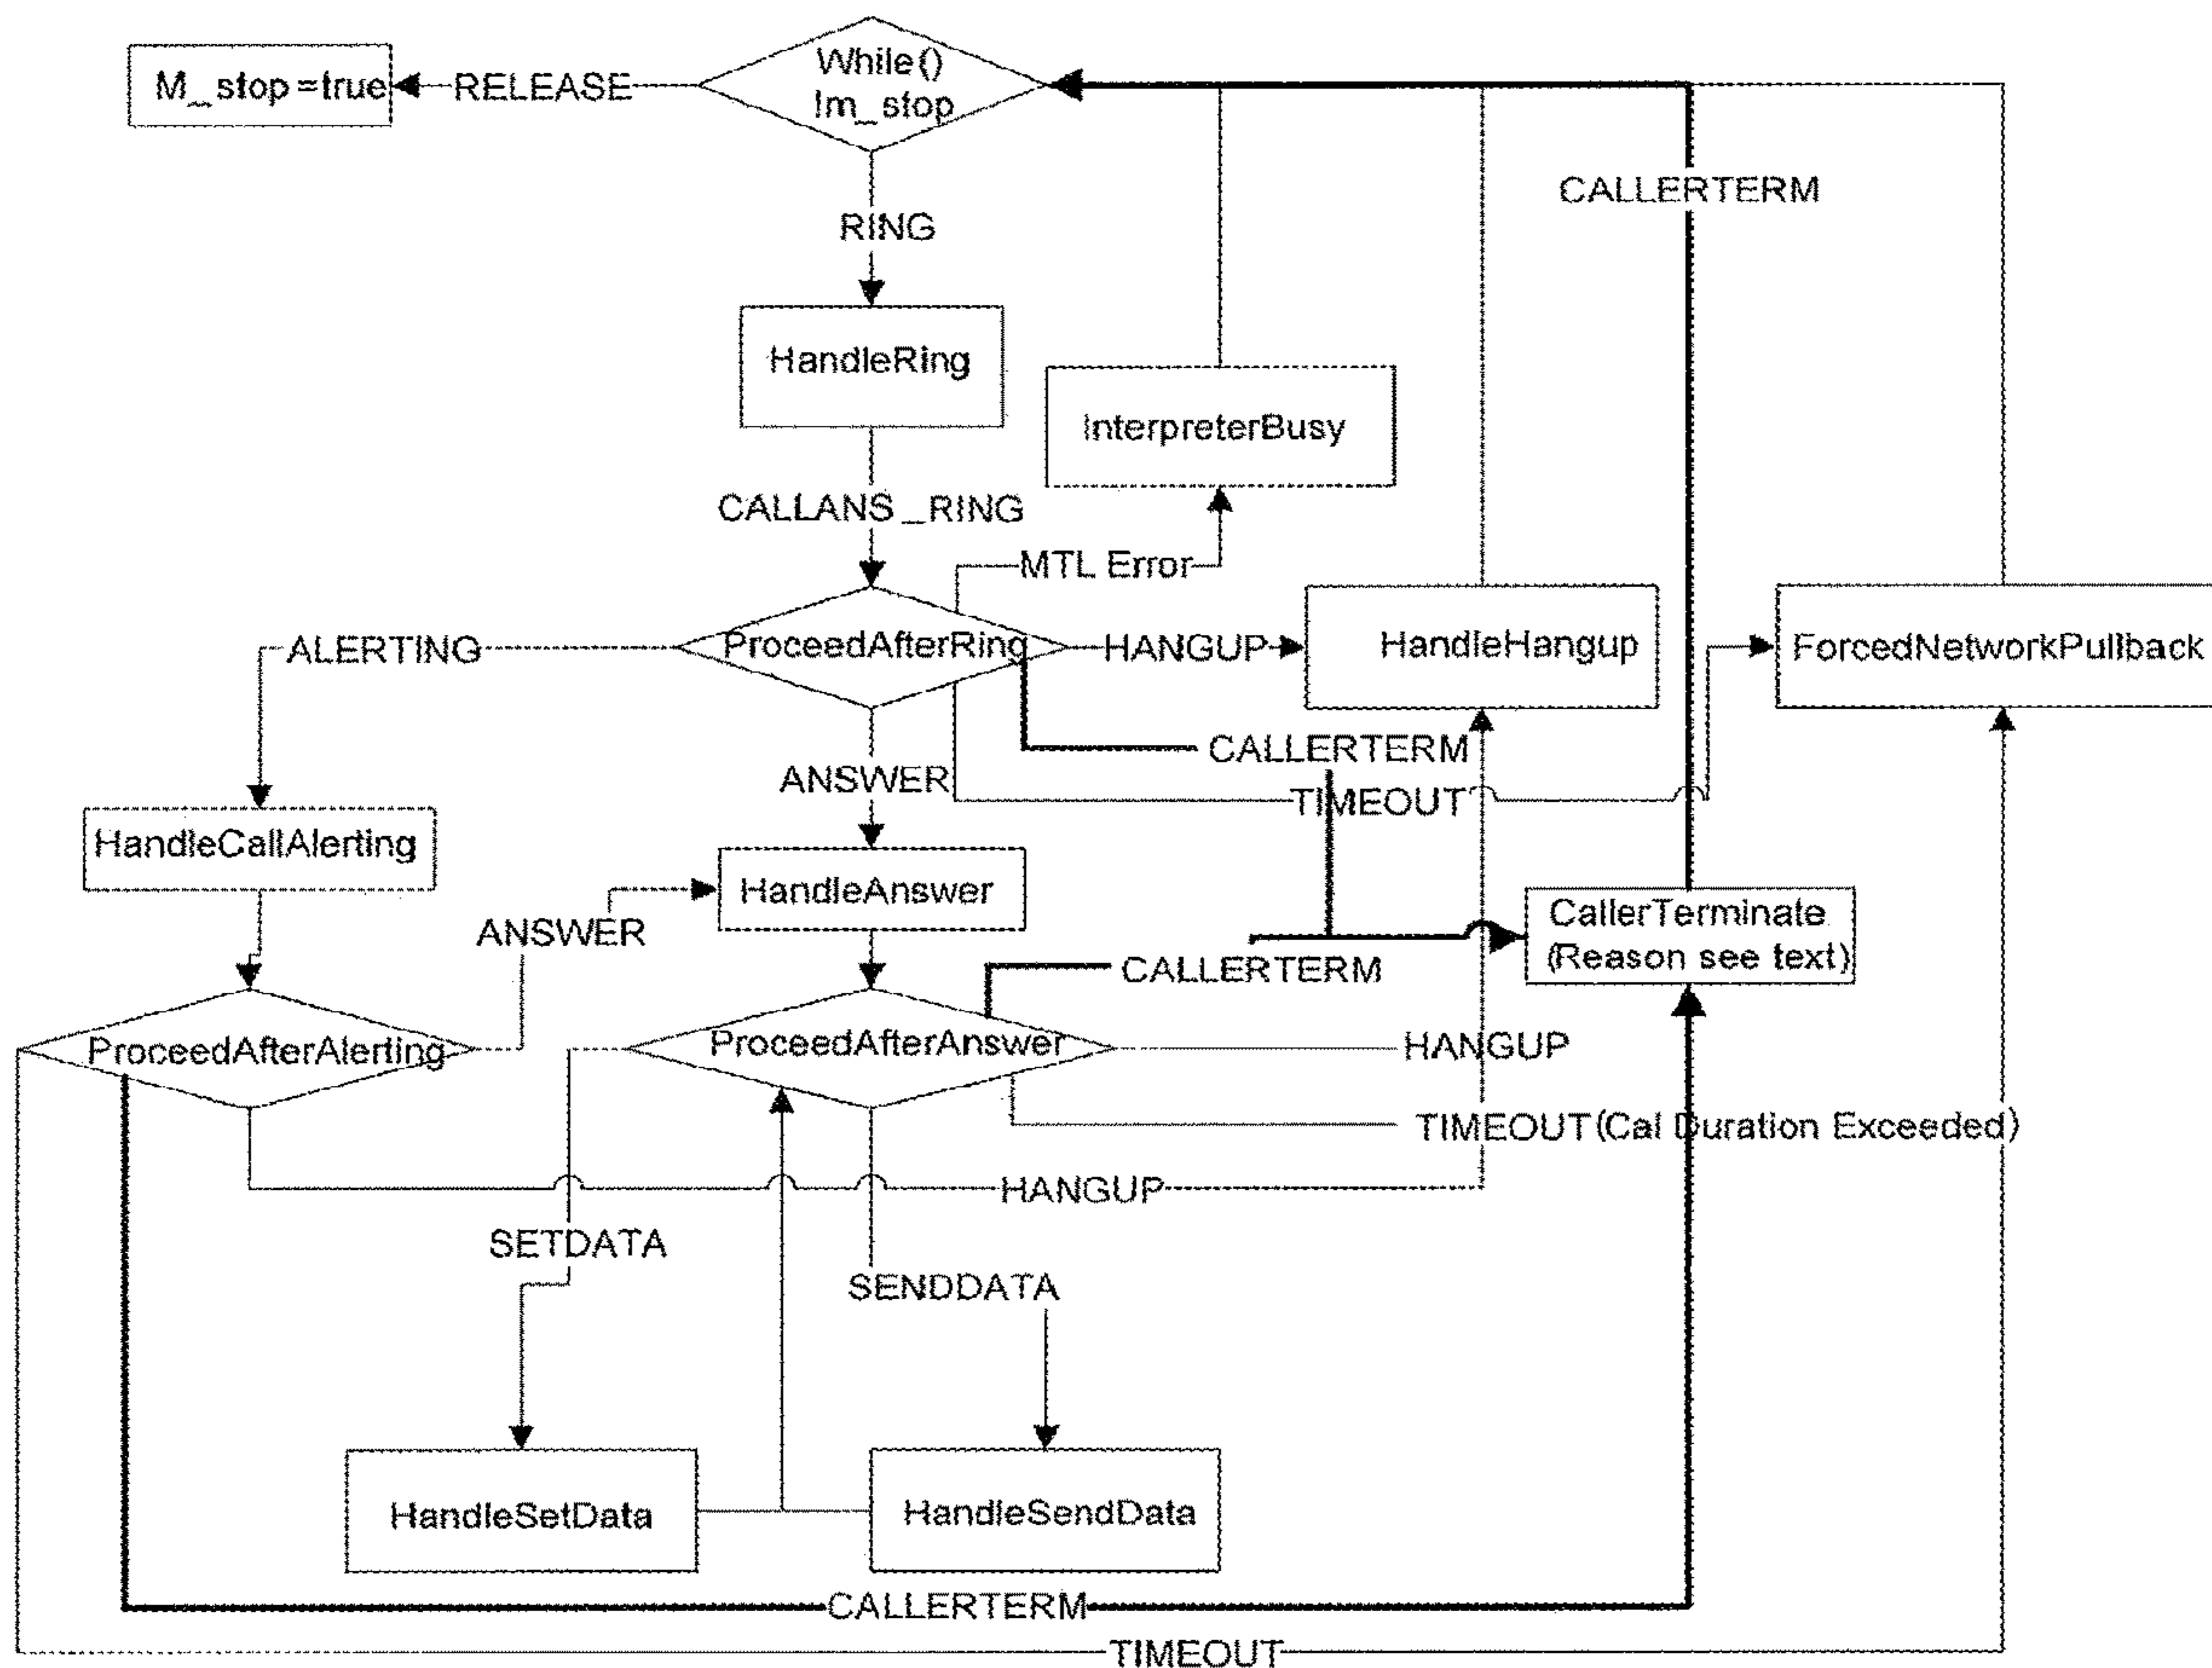 While()
!m_stop
M_stop=true
RELEASE
CALLERTERM
RING
HandleRing
InterpreterBusy
CALLANS_RING
MTL Error
ALERTING
ProceedAfterRing
HANGUP
HandleHangup
ForcedNetworkPullback
CALLERTERM
ANSWER
TIMEOUT
HandleCallAlerting
HandleAnswer
CallerTerminate
(Reason see text)
ANSWER
CALLERTERM
ProceedAfterAlerting
ProceedAfterAnswer
HANGUP
TIMEOUT(Cal Duration Exceeded)
HANGUP
SETDATA
SENDDATA
HandleSetData
HandleSendData
CALLERTERM
TIMEOUT